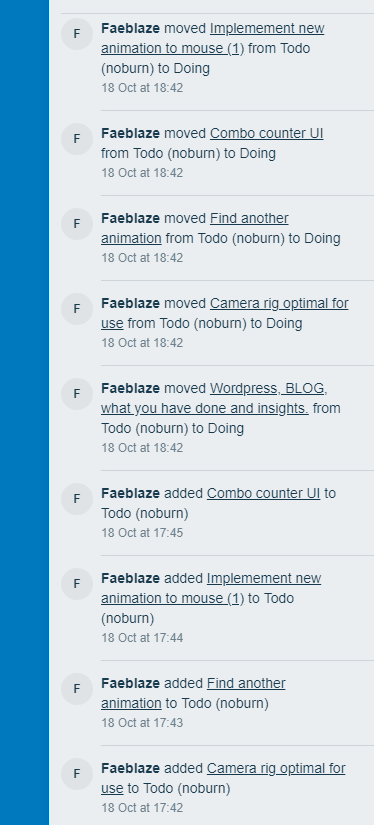 F
Faeblaze moved Implemement new
animation to mouse (1) from Todo
(noburn) to Doing
18 Oct at 18:42
F
Faeblaze moved Combo counter UI
from Todo (noburn) to Doing
18 Oct at 18:42
F
Faeblaze moved Find another
animation from Todo (noburn) to Doing
18 Oct at 18:42
F
Faeblaze moved Camera rig optimal for
use from Todo (noburn) to Doing
18 Oct at 18:42
F
Faeblaze moved Wordpress, BLOG,
what you have done and insights. from
Todo (noburn) to Doing
18 Oct at 18:42
F
Faeblaze added Combo counter UI to
Todo (noburn)
18 Oct at 17:45
F
Faeblaze added Implemement new
animation to mouse (1) to Todo
(noburn)
18 Oct at 17:44
F
Faeblaze added Find another
animation to Todo (noburn)
18 Oct at 17:43
F
Faeblaze added Camera rig optimal for
use to Todo (noburn)
18 Oct at 17:42